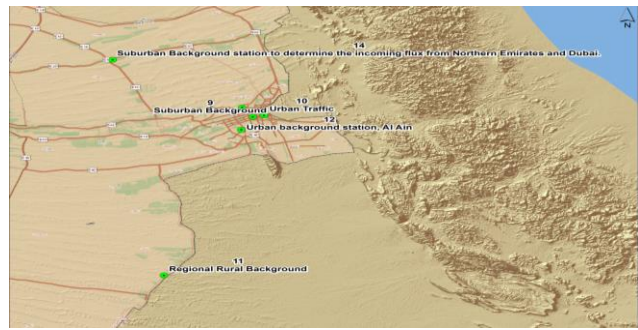 14
Suburban Background station to determine the incoming flux from Northern Emirates and Dubai.
9
10
Suburban Background
Urban Traffic
12
Urban background station, Al Ain
11
Regional Rural Background